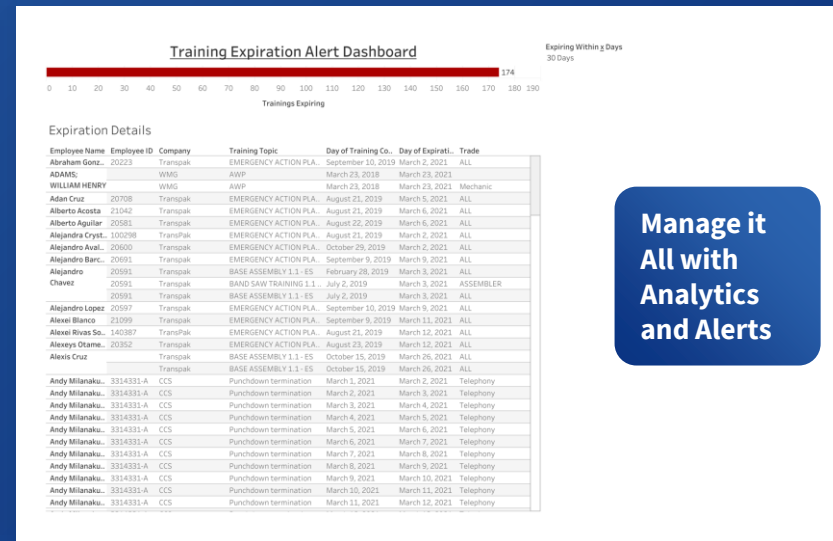 Training Expiration Alert Dashboard
Expiring Within x Days
30 Days
174
0 10 20 30 40 50 60 70 80 90 100 110 120 130 140 150 160 170 180 190
Trainings Expiring
Expiration Details
Employee Name Employee ID Company Training Topic Day of Training Co.. Day of Expirati.. Trade
Abraham Gonz.. 20223 Transpak EMERGENCY ACTION PLA.. September 10, 2019 March 2, 2021 ALL
ADAMS; WMG AWP March 23, 2018 March 23, 2021
WILLIAM HENRY WMG AWP March 23, 2018 March 23, 2021 Mechanic
Adan Cruz 20708 Transpak EMERGENCY ACTION PLA.. August 21, 2019 March 5, 2021 ALL
Alberto Acosta 21042 Transpak EMERGENCY ACTION PLA.. August 21, 2019 March 6, 2021 ALL
Alberto Aguilar 20581 Transpak EMERGENCY ACTION PLA.. August 22, 2019 March 6, 2021 ALL
Alejandra Cryst.. 100298 TransPak EMERGENCY ACTION PLA.. August 21, 2019 March 2, 2021 ALL
Alejandro Aval.. 20600 Transpak EMERGENCY ACTION PLA.. October 29, 2019 March 2, 2021 ALL
Alejandro Barc.. 20691 Transpak EMERGENCY ACTION PLA.. September 9, 2019 March 9, 2021 ALL
Alejandro 20591 Transpak BASE ASSEMBLY 1.1 - ES February 28, 2019 March 3, 2021 ALL
Chavez 20591 Transpak BAND SAW TRAINING 1.1 .. July 2, 2019 March 3, 2021 ASSEMBLER
20591 Transpak BASE ASSEMBLY 1.1 - ES July 2, 2019 March 3, 2021 ALL
Alejandro Lopez 20597 Transpak EMERGENCY ACTION PLA.. September 10, 2019 March 9, 2021 ALL
Alexei Blanco 21099 Transpak EMERGENCY ACTION PLA.. September 9, 2019 March 11, 2021 ALL
Alexei Rivas So.. 140387 TransPak EMERGENCY ACTION PLA.. August 21, 2019 March 12, 2021 ALL
Alexeys Otame.. 20352 Transpak EMERGENCY ACTION PLA.. August 23, 2019 March 12, 2021 ALL
Alexis Cruz Transpak BASE ASSEMBLY 1.1 - ES October 15, 2019 March 26, 2021 ALL
Transpak BASE ASSEMBLY 1.1 - ES October 15, 2019 March 26, 2021 ALL
Andy Milanaku.. 3314331-A CCS Punchdown termination March 1, 2021 March 2, 2021 Telephony
Andy Milanaku.. 3314331-A CCS Punchdown termination March 2, 2021 March 3, 2021 Telephony
Andy Milanaku.. 3314331-A CCS Punchdown termination March 3, 2021 March 4, 2021 Telephony
Andy Milanaku.. 3314331-A CCS Punchdown termination March 4, 2021 March 5, 2021 Telephony
Andy Milanaku.. 3314331-A CCS Punchdown termination March 5, 2021 March 6, 2021 Telephony
Andy Milanaku.. 3314331-A CCS Punchdown termination March 6, 2021 March 7, 2021 Telephony
Andy Milanaku.. 3314331-A CCS Punchdown termination March 7, 2021 March 8, 2021 Telephony
Andy Milanaku.. 3314331-A CCS Punchdown termination March 8, 2021 March 9, 2021 Telephony
Andy Milanaku.. 3314331-A CCS Punchdown termination March 9, 2021 March 10, 2021 Telephony
Andy Milanaku.. 3314331-A CCS Punchdown termination March 10, 2021 March 11, 2021 Telephony
Andy Milanaku.. 3314331-A CCS Punchdown termination March 11, 2021 March 12, 2021 Telephony
Manage it
All with
Analytics
and Alerts